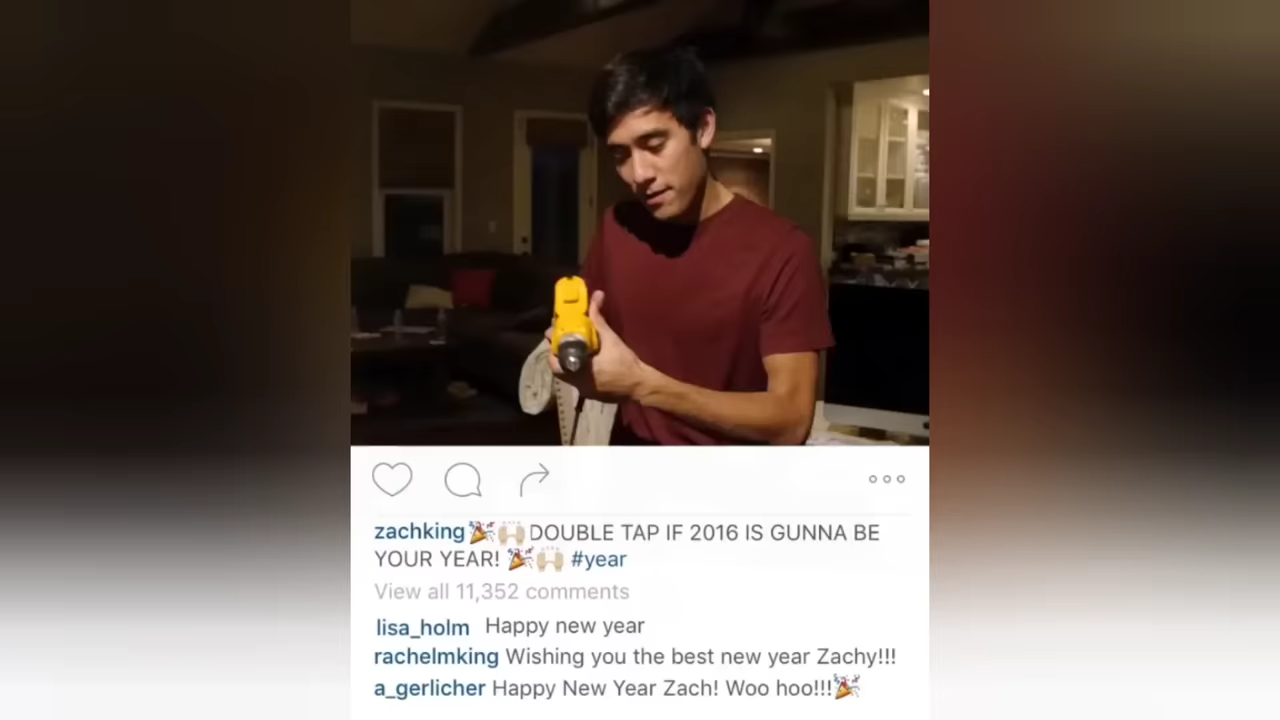 zachking🎉🙌🏼DOUBLE TAP IF 2016 IS GUNNA BE
YOUR YEAR! 🎉🙌🏼 #year
View all 11,352 comments
lisa_holm Happy new year
rachelmking Wishing you the best new year Zachy!!!
a_gerlicher Happy New Year Zach! Woo hoo!!!🎉